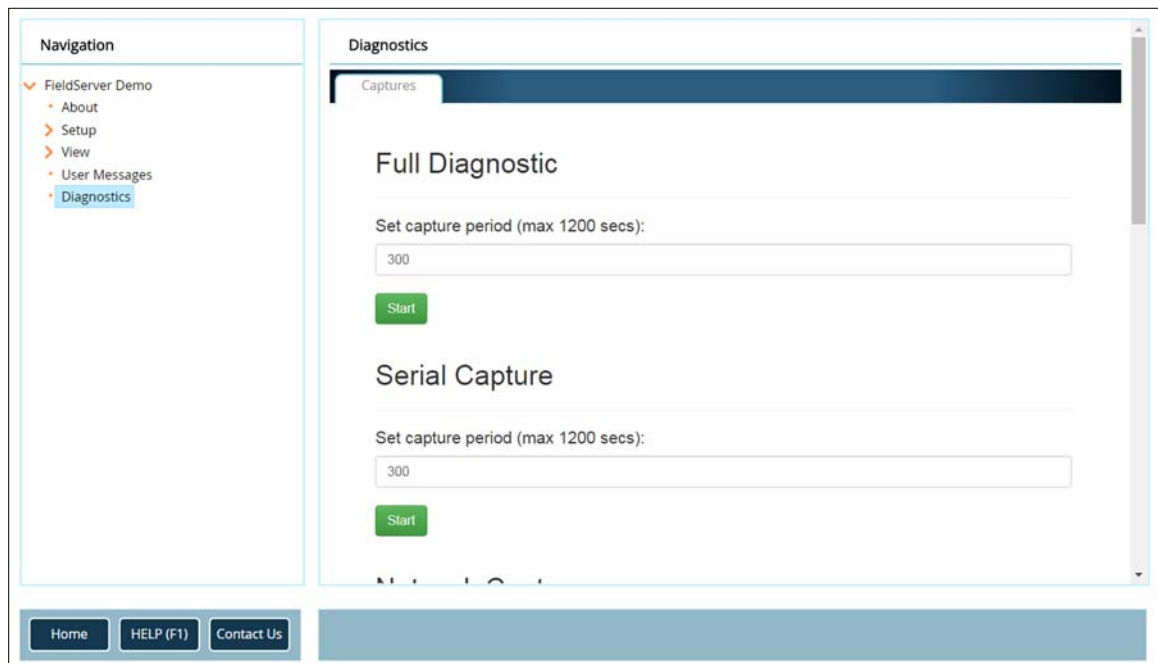 Navigation
FieldServer Demo
About
Setup
View
User Messages
Diagnostics
Diagnostics
Captures
Full Diagnostic
Set capture period (max 1200 secs):
300
Start
Serial Capture
Set capture period (max 1200 secs):
300
Start
Home
HELP (F1)
Contact Us